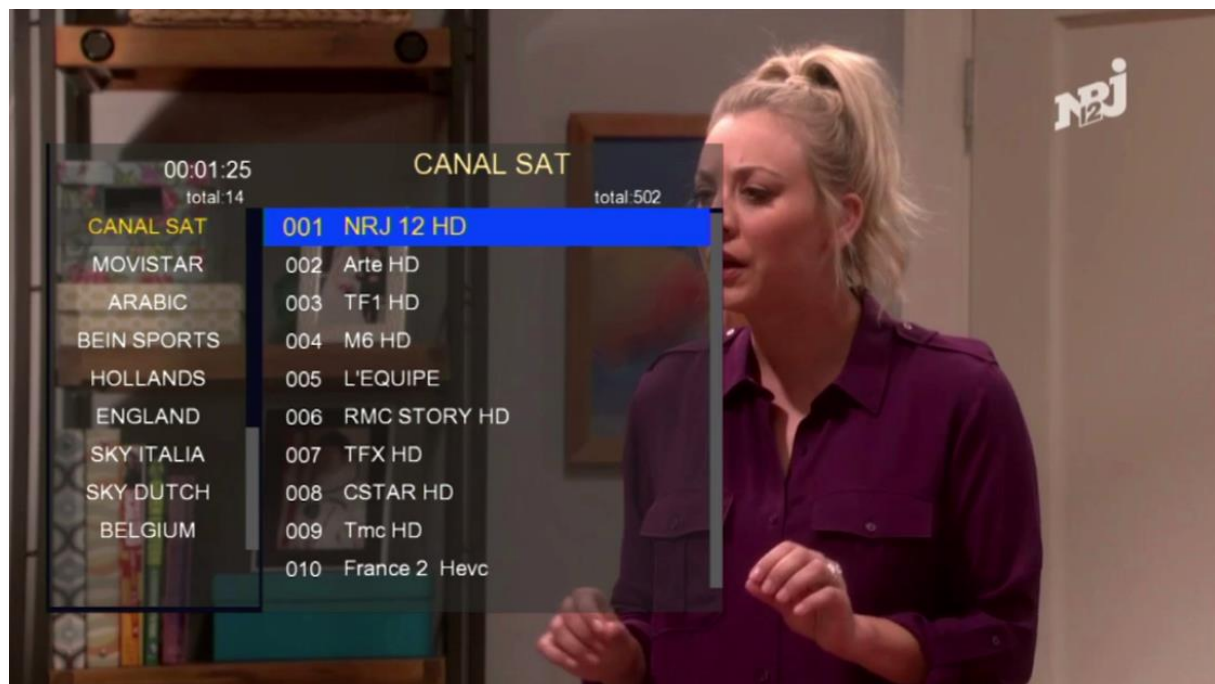 NRJ
12
00:01:25
CANAL SAT
total:14
total:502
CANAL SAT
MOVISTAR
ARABIC
BEIN SPORTS
HOLLANDS
ENGLAND
SKY ITALIA
SKY DUTCH
BELGIUM
001 NRJ 12 HD
002 Arte HD
003 TF1 HD
004 M6 HD
005 L'EQUIPE
006 RMC STORY HD
007 TFX HD
008 CSTAR HD
009 Tmc HD
010 France 2 Hevc